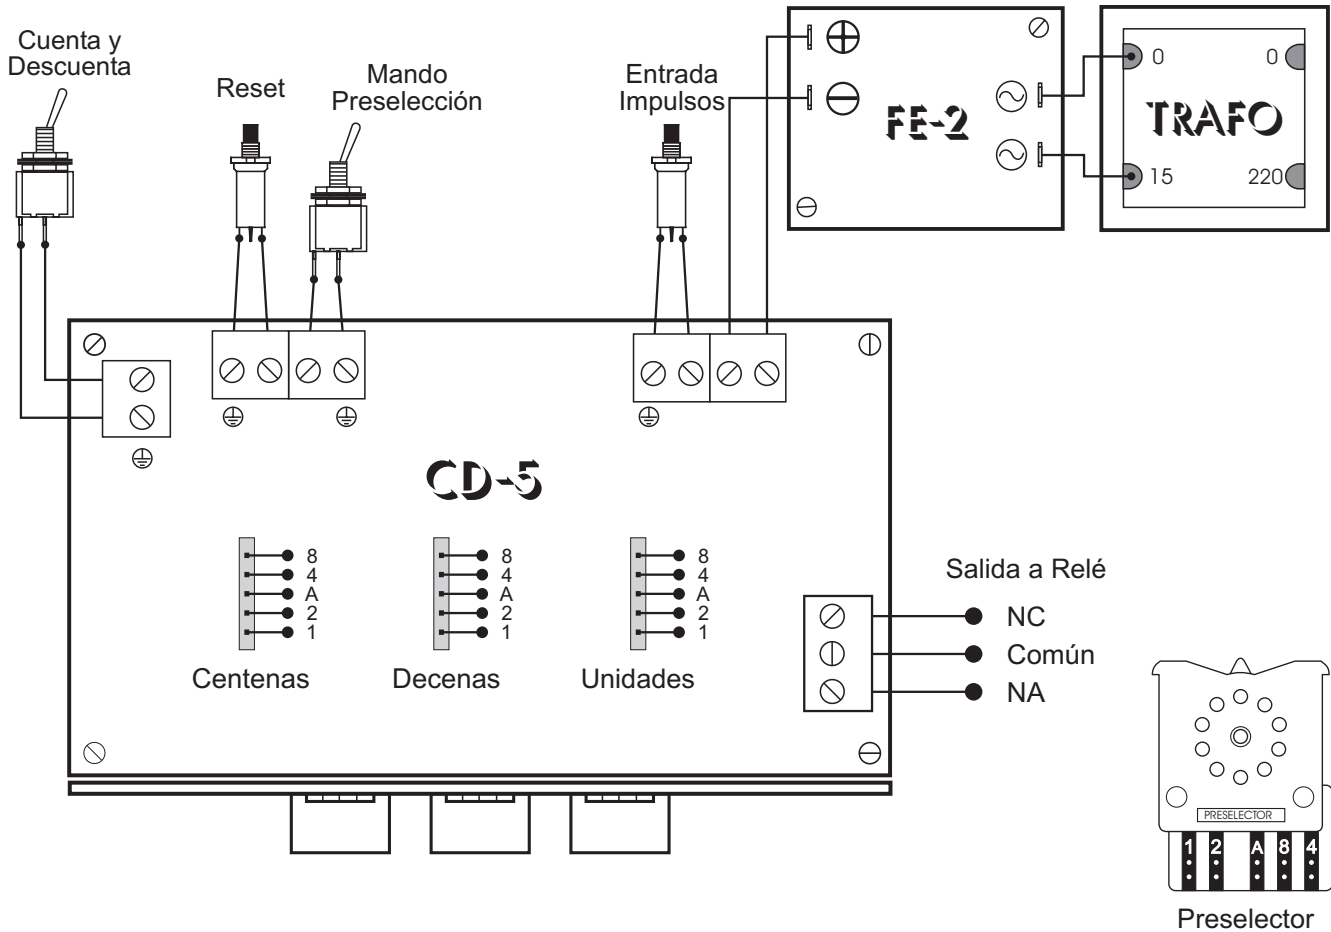 Cuenta y
Descuenta
Reset
Mando
Preselección
Entrada
Impulsos
FE-2
0 0
TRAFO
15 220
CD-5
8
4
A
2
1
Centenas
8
4
A
2
1
Decenas
8
4
A
2
1
Unidades
Salida a Relé
NC
Común
NA
PRESELECTOR
1 2 A 8 4
Preselector